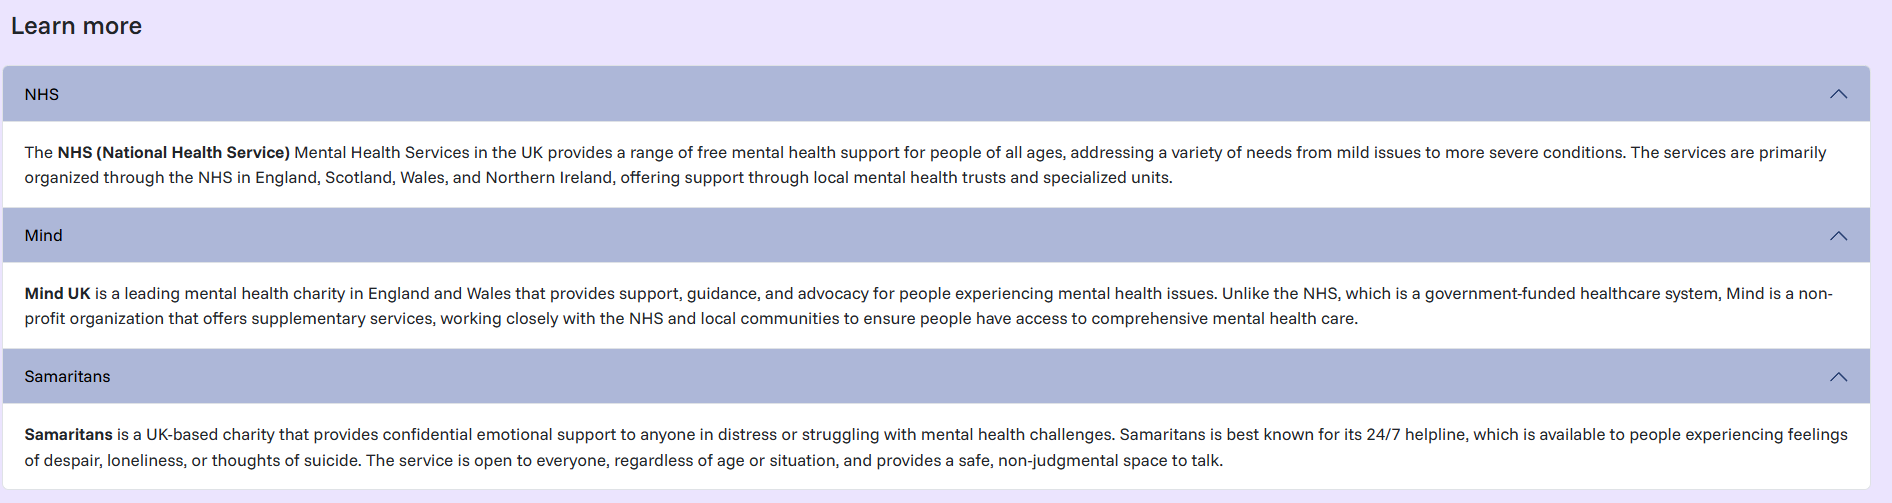 Learn more
NHS
The NHS (National Health Service) Mental Health Services in the UK provides a range of free mental health support for people of all ages, addressing a variety of needs from mild issues to more severe conditions. The services are primarily
organized through the NHS in England, Scotland, Wales, and Northern Ireland, offering support through local mental health trusts and specialized units.
Mind
Mind UK is a leading mental health charity in England and Wales that provides support, guidance, and advocacy for people experiencing mental health issues. Unlike the NHS, which is a government-funded healthcare system, Mind is a non-
profit organization that offers supplementary services, working closely with the NHS and local communities to ensure people have access to comprehensive mental health care.
Samaritans
Samaritans is a UK-based charity that provides confidential emotional support to anyone in distress or struggling with mental health challenges. Samaritans is best known for its 24/7 helpline, which is available to people experiencing feelings
of despair, loneliness, or thoughts of suicide. The service is open to everyone, regardless of age or situation, and provides a safe, non-judgmental space to talk.